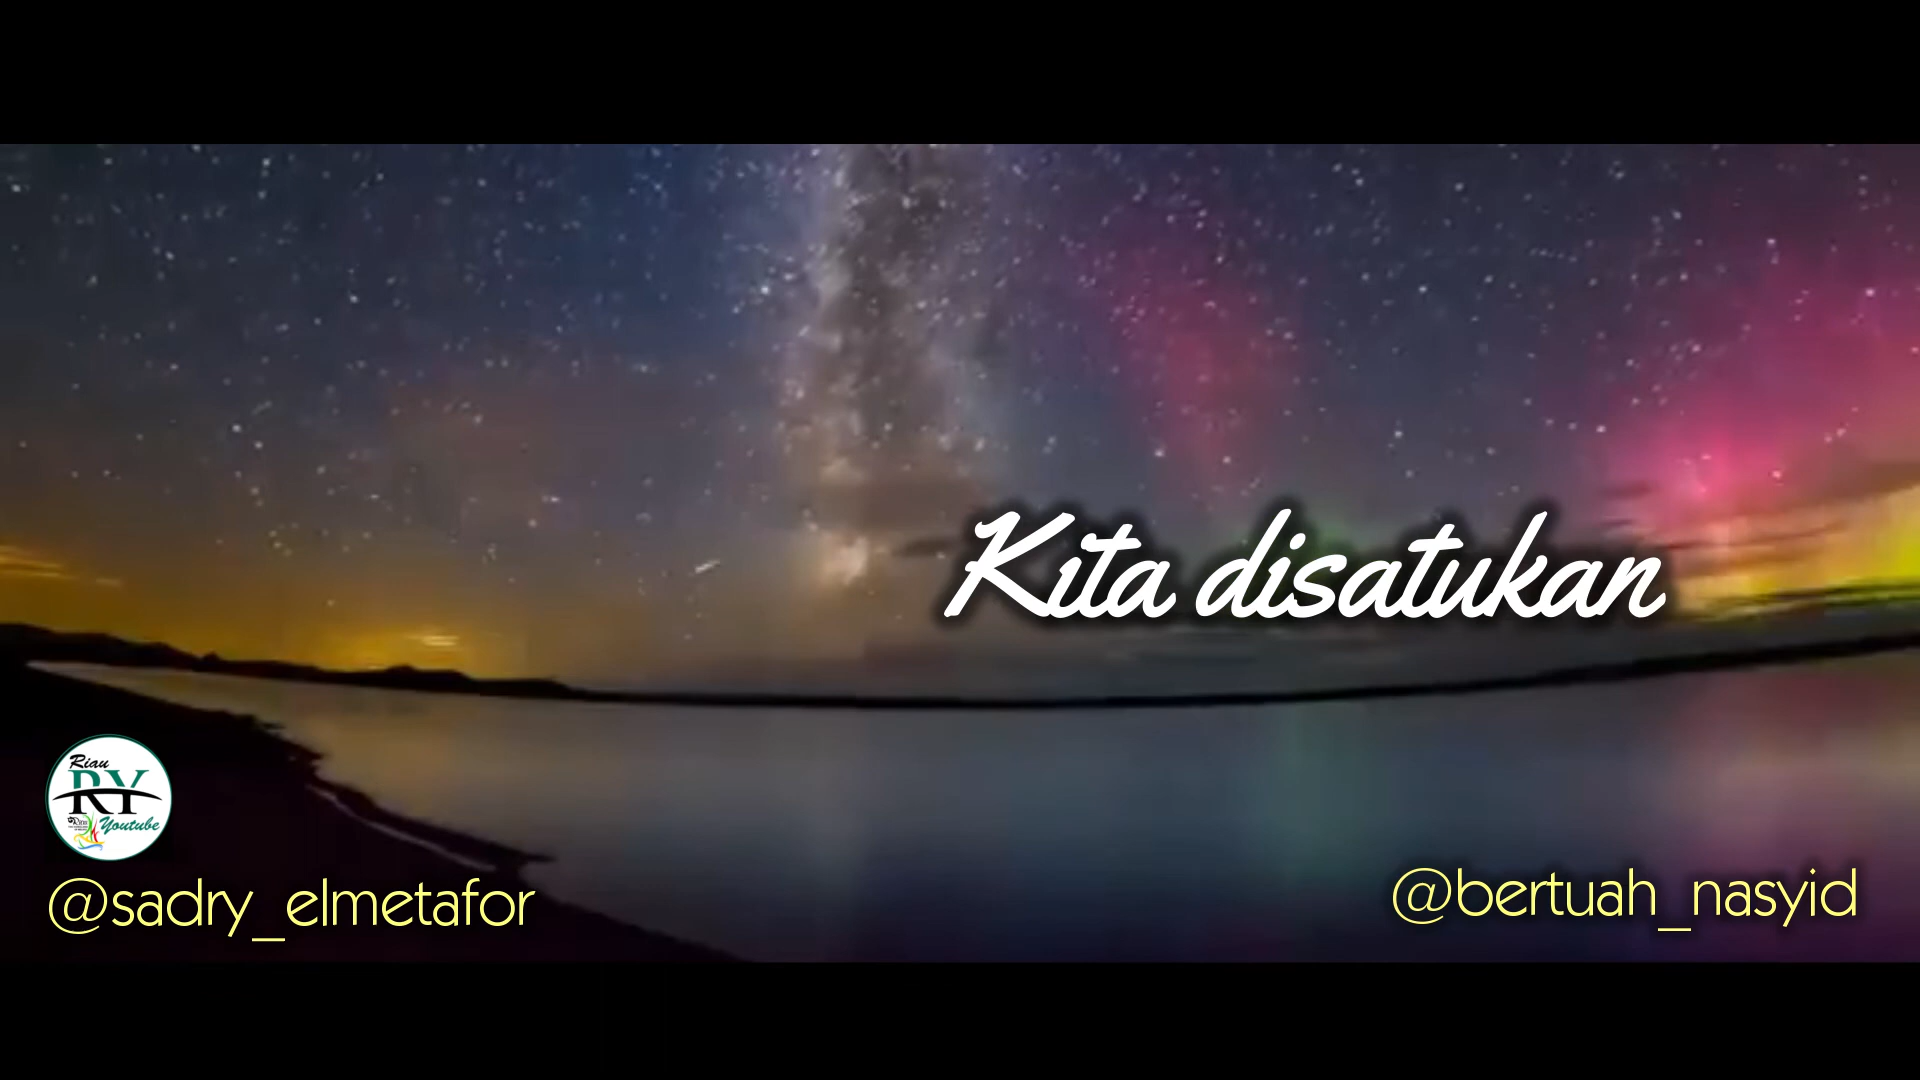 Kita disatukan
Riau
RY
Youtube
@sadry_elmetafor
@bertuah_nasyid